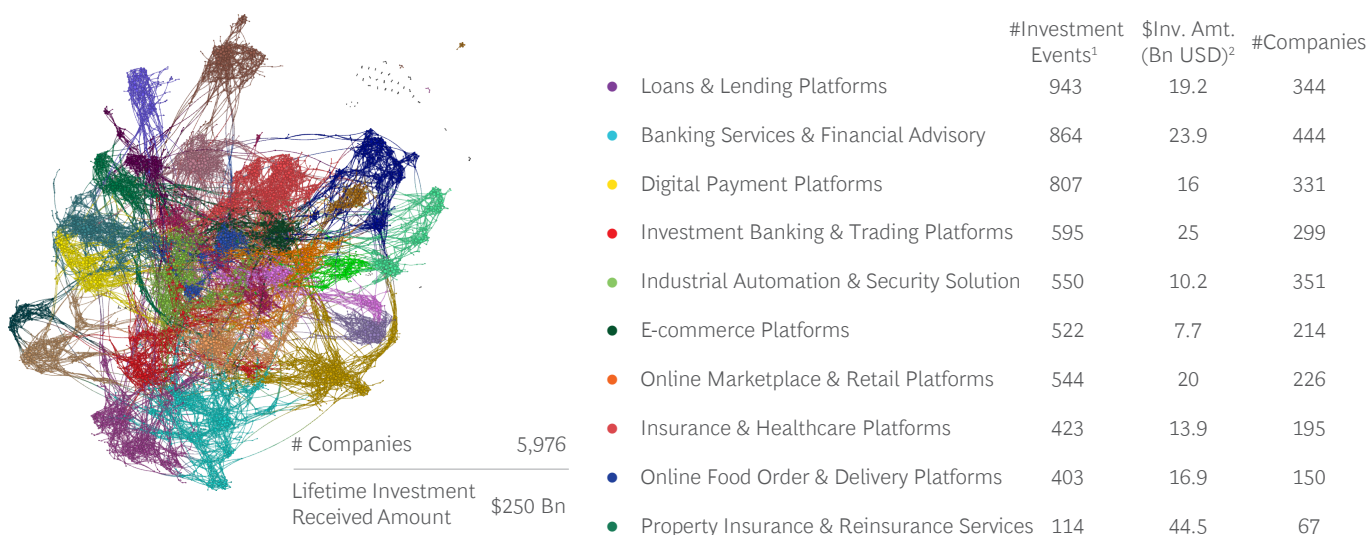 #Investment Events¹ $Inv. Amt. (Bn USD)² #Companies
Loans & Lending Platforms 943 19.2 344
Banking Services & Financial Advisory 864 23.9 444
Digital Payment Platforms 807 16 331
Investment Banking & Trading Platforms 595 25 299
Industrial Automation & Security Solution 550 10.2 351
E-commerce Platforms 522 7.7 214
Online Marketplace & Retail Platforms 544 20 226
Insurance & Healthcare Platforms 423 13.9 195
Online Food Order & Delivery Platforms 403 16.9 150
Property Insurance & Reinsurance Services 114 44.5 67
# Companies 5,976
Lifetime Investment
Received Amount $250 Bn